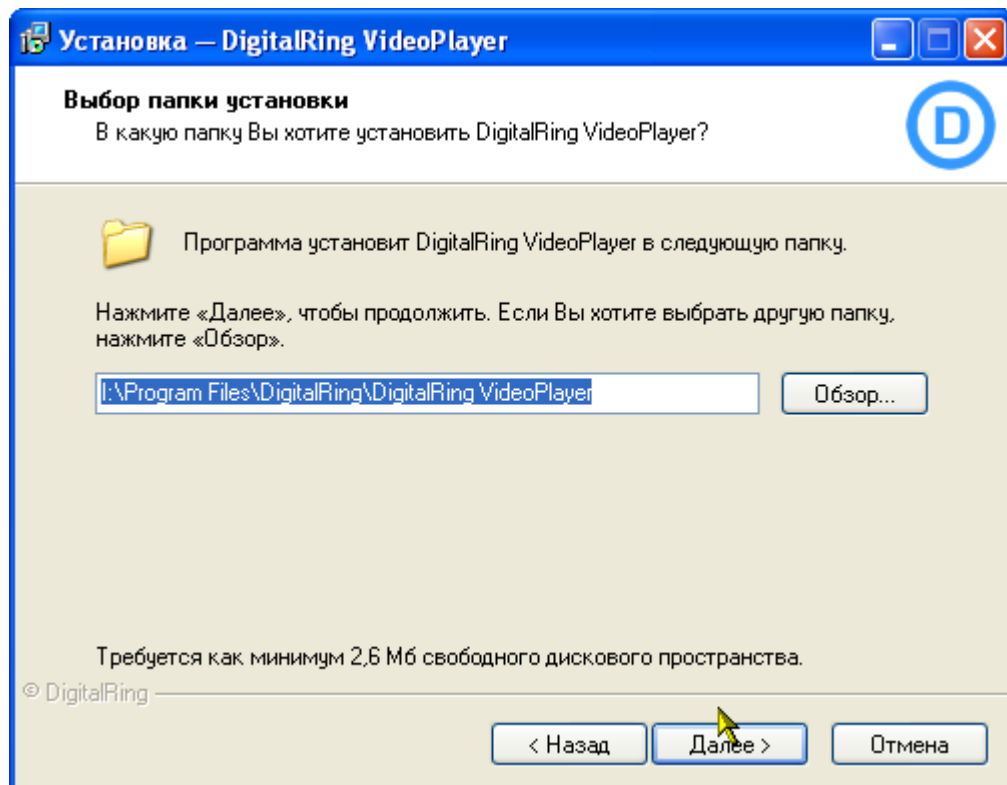 Установка — DigitalRing VideoPlayer
Выбор папки установки
В какую папку Вы хотите установить DigitalRing VideoPlayer?
D
Программа установит DigitalRing VideoPlayer в следующую папку.
Нажмите «Далее», чтобы продолжить. Если Вы хотите выбрать другую папку,
нажмите «Обзор».
I:\Program Files\DigitalRing\DigitalRing VideoPlayer
Обзор...
Требуется как минимум 2,6 Мб свободного дискового пространства.
© DigitalRing
< Назад
Далее >
Отмена